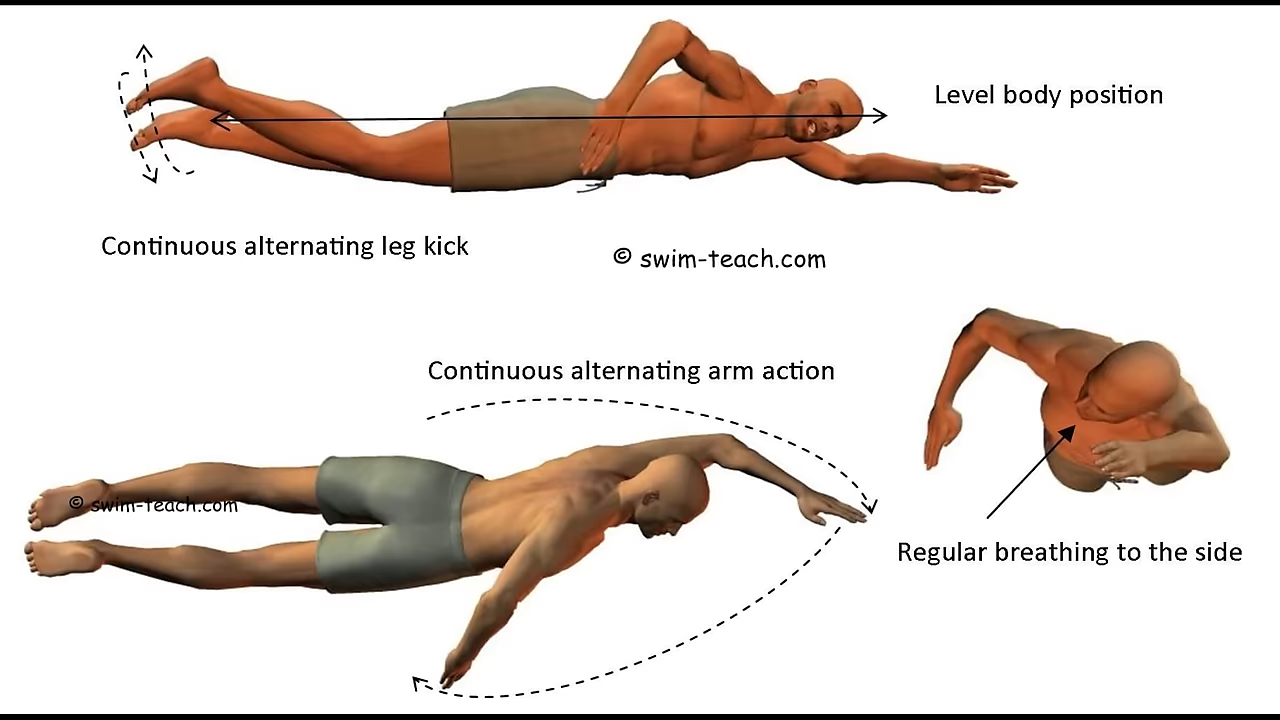 Level body position
Continuous alternating leg kick
© swim-teach.com
Continuous alternating arm action
© swim-teach.com
Regular breathing to the side